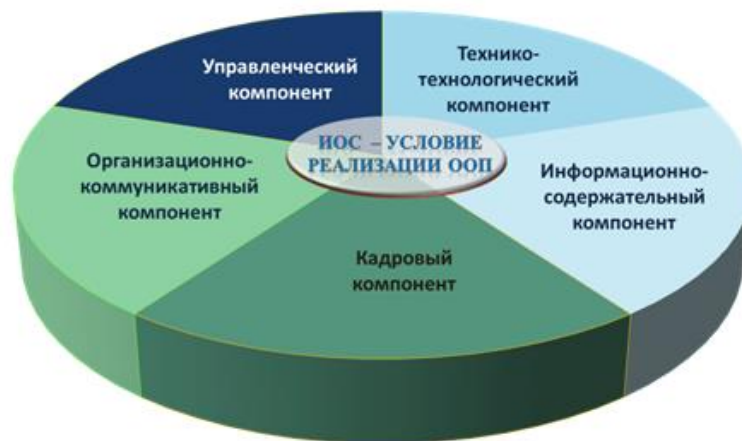 Управленческий
компонент
Технико-
технологический
компонент
ИОС – УСЛОВИЕ
РЕАЛИЗАЦИИ ООП
Организационно-
коммуникативный
компонент
Информационно-
содержательный
компонент
Кадровый
компонент